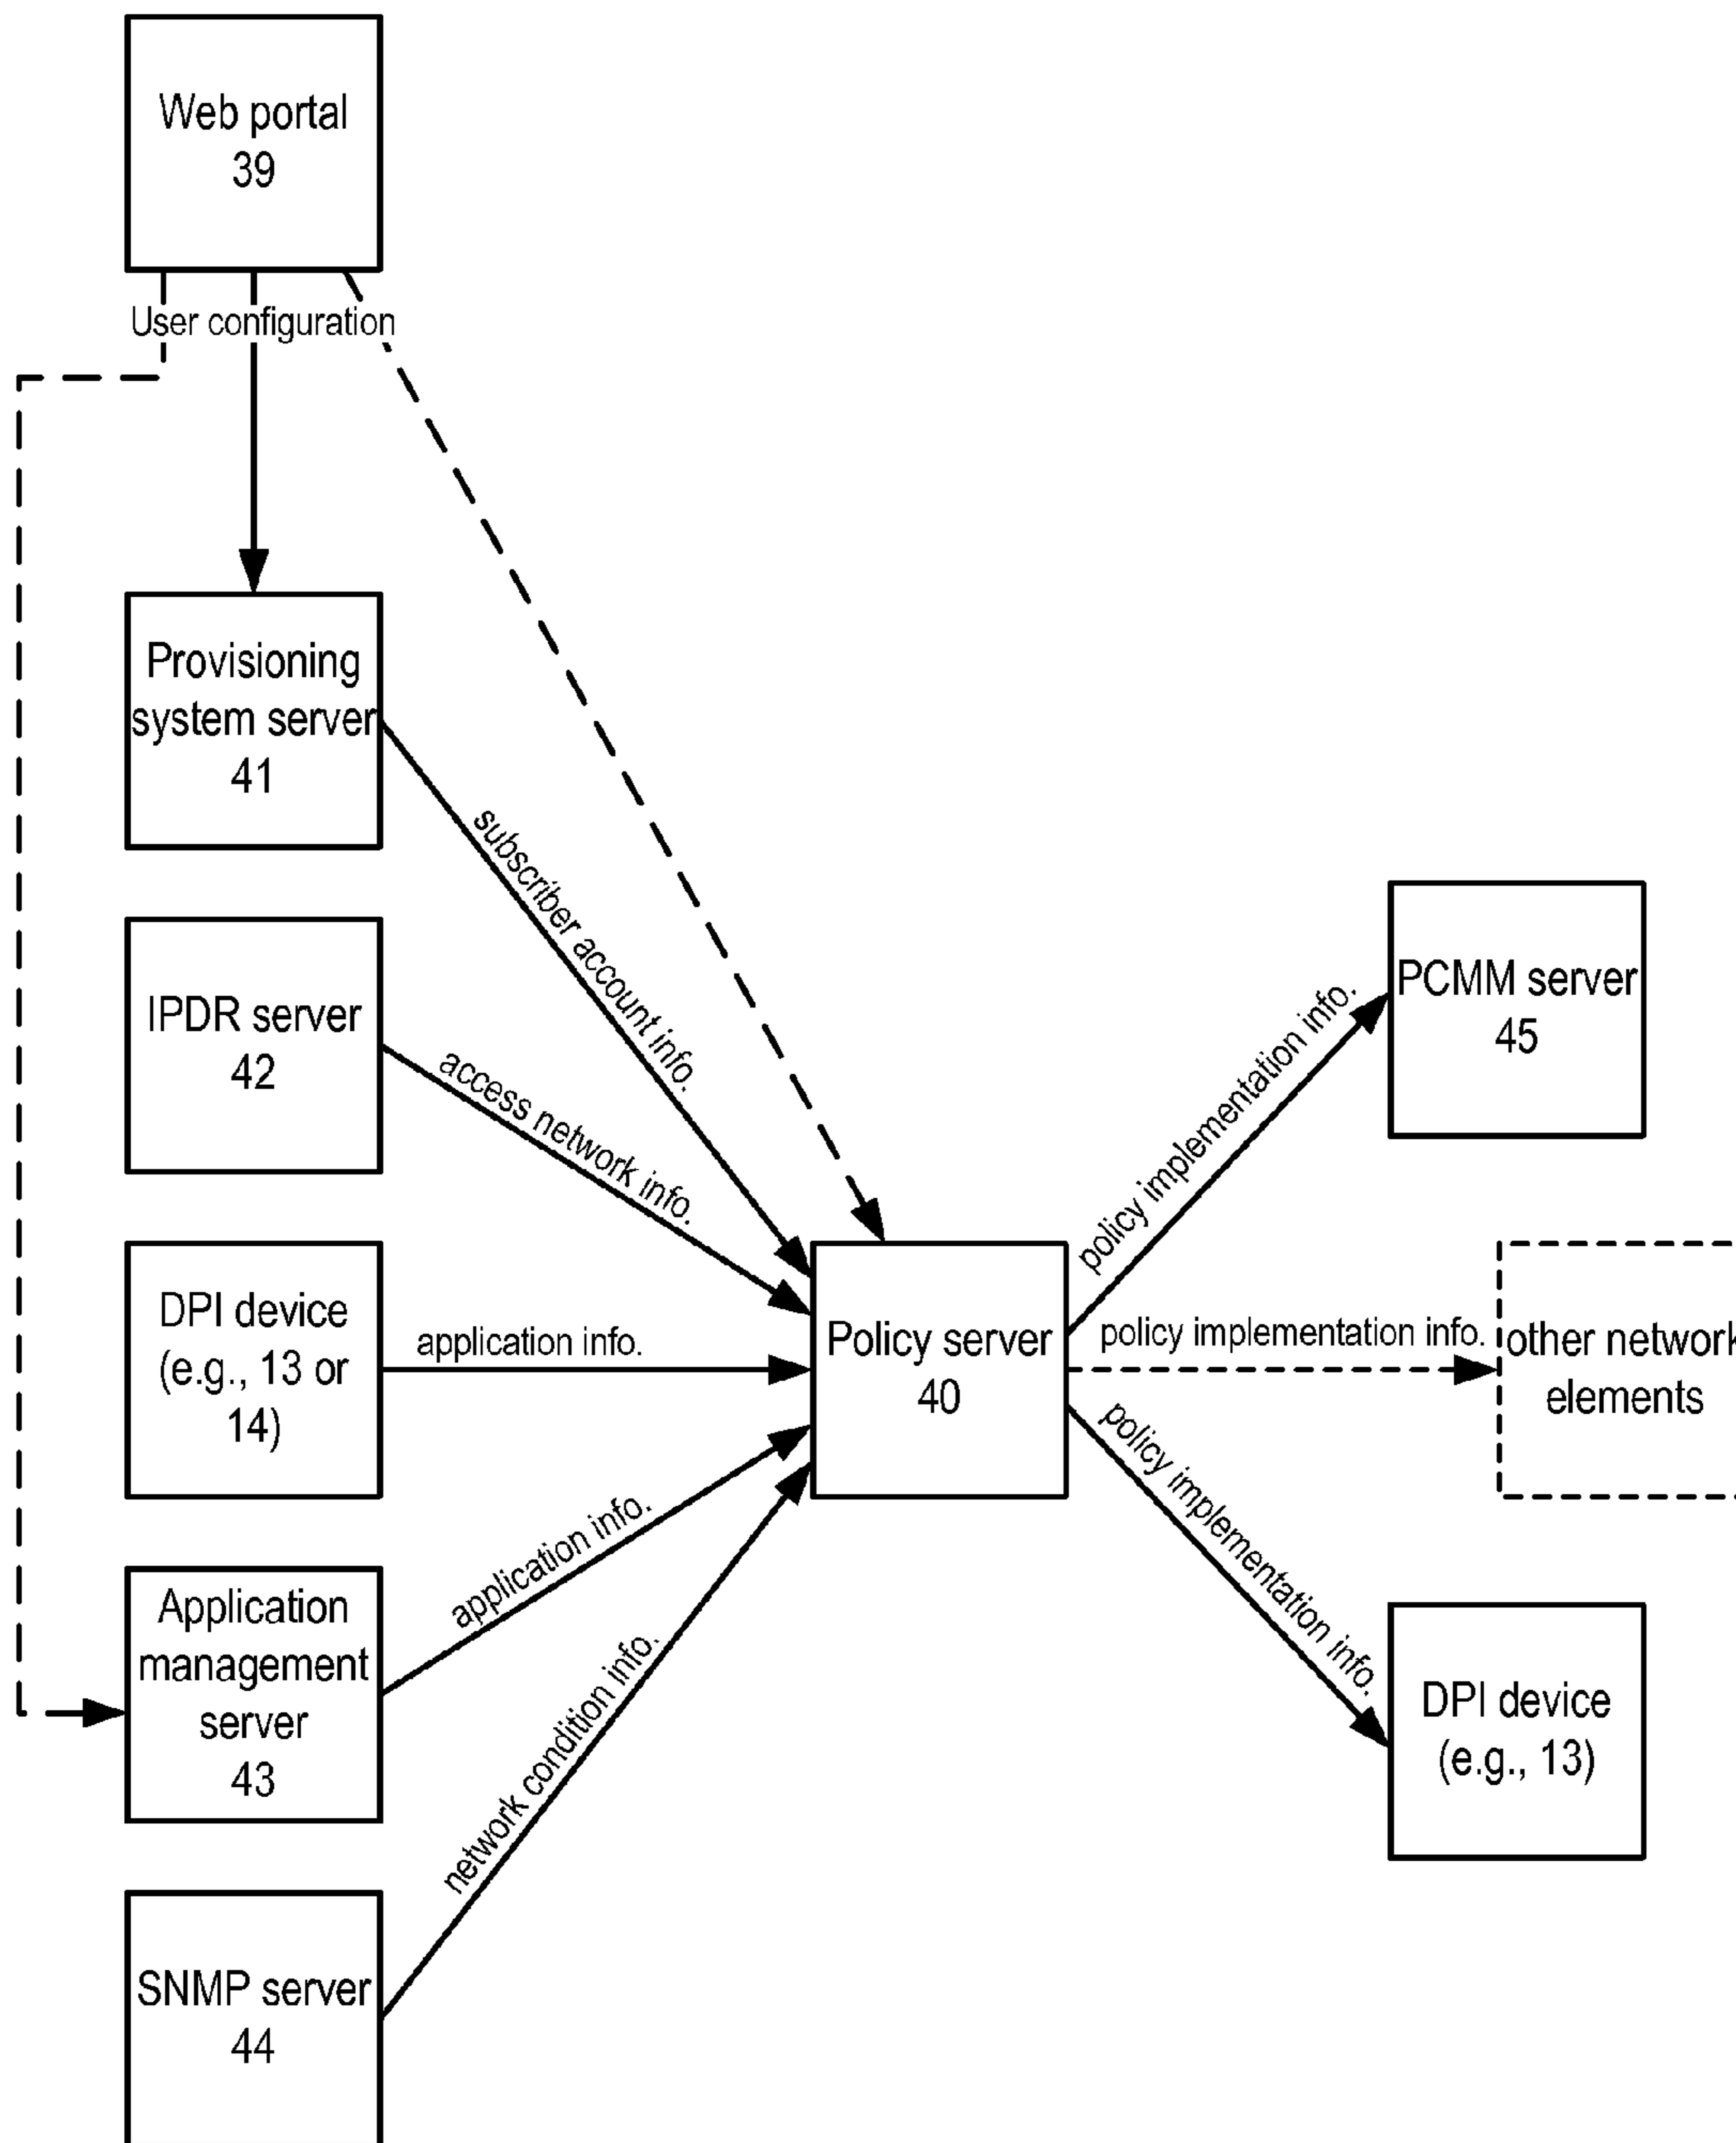 Web portal
39
User configuration
Provisioning
system server
41
subscriber account info.
IPDR server
42
access network info.
PCMM server
45
policy implementation info.
DPI device
(e.g., 13 or
14)
application info.
Policy server
40
policy implementation info.
other network
elements
Application
management
server
43
application info.
policy implementation info.
DPI device
(e.g., 13)
SNMP server
44
network condition info.